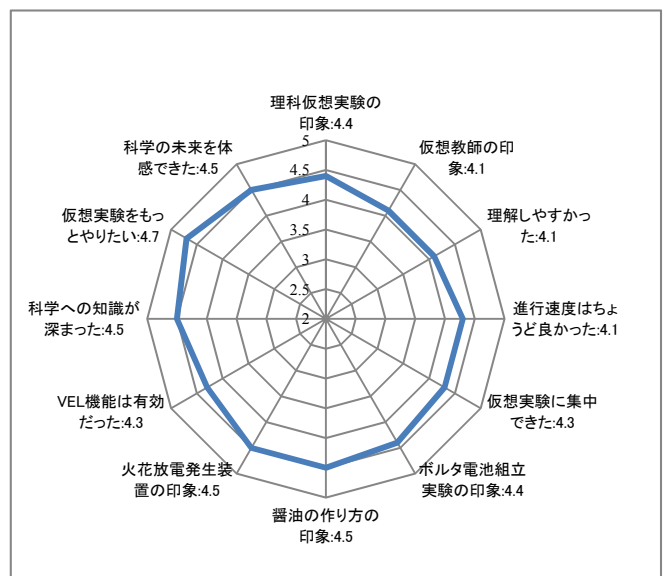 理科仮想実験の
印象:4.4
仮想教師の印
象:4.1
理解しやすかっ
た:4.1
進行速度はちょ
うど良かった:4.1
仮想実験に集中
できた:4.3
ボルタ電池組立
実験の印象:4.4
醤油の作り方の
印象:4.5
火花放電発生装
置の印象:4.5
VEL機能は有効
だった:4.3
科学への知識が
深まった:4.5
仮想実験をもっ
とやりたい:4.7
科学の未来を体
感できた:4.5
5
4.5
4
3.5
3
2.5
2